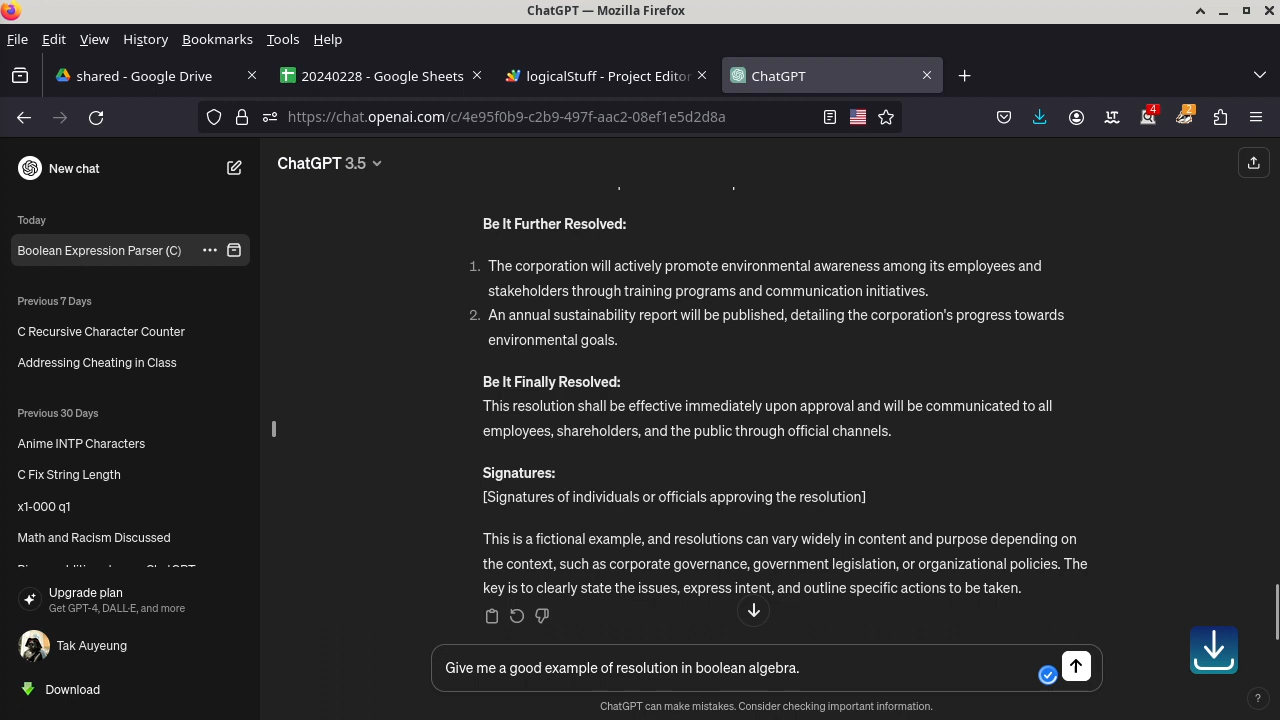 ChatGPT — Mozilla Firefox
File Edit View History Bookmarks Tools Help
shared - Google Drive
20240228 - Google Sheets
logicalStuff - Project Editor
ChatGPT
https://chat.openai.com/c/4e95f0b9-c2b9-497f-aac2-08ef1e5d2d8a
4
2
New chat
ChatGPT 3.5
Today
Boolean Expression Parser (C)
Previous 7 Days
C Recursive Character Counter
Addressing Cheating in Class
Previous 30 Days
Anime INTP Characters
C Fix String Length
x1-000 q1
Math and Racism Discussed
Upgrade plan
Get GPT-4, DALL·E, and more
Tak Auyeung
Download
Be It Further Resolved:
1. The corporation will actively promote environmental awareness among its employees and
stakeholders through training programs and communication initiatives.
2. An annual sustainability report will be published, detailing the corporation's progress towards
environmental goals.
Be It Finally Resolved:
This resolution shall be effective immediately upon approval and will be communicated to all
employees, shareholders, and the public through official channels.
Signatures:
[Signatures of individuals or officials approving the resolution]
This is a fictional example, and resolutions can vary widely in content and purpose depending on
the context, such as corporate governance, government legislation, or organizational policies. The
key is to clearly state the issues, express intent, and outline specific actions to be taken.
Give me a good example of resolution in boolean algebra.
ChatGPT can make mistakes. Consider checking important information.
?